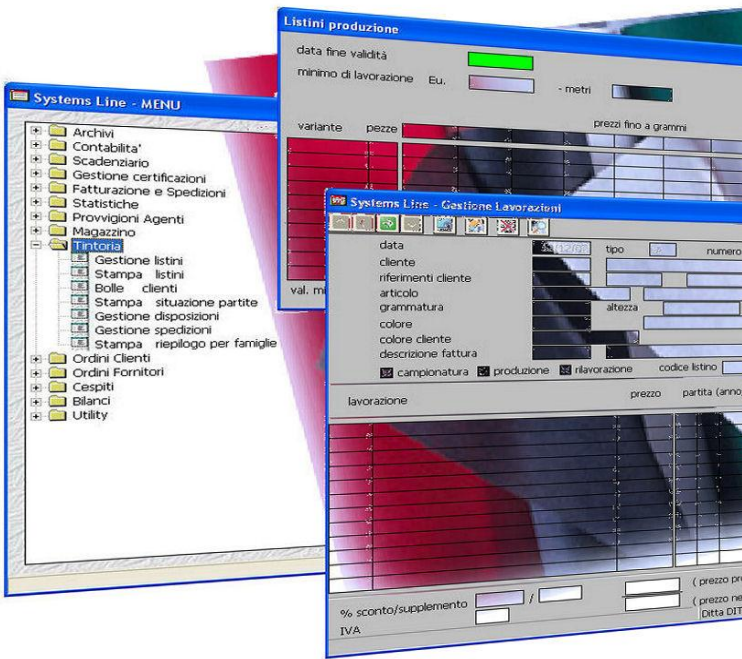 Listini produzione
data fine validità
minimo di lavorazione Eu. - metri
variante pezze prezzi fino a grammi
val. mi
Systems Line - MENU
Archivi
Contabilita'
Scadenziario
Gestione certificazioni
Fatturazione e Spedizioni
Statistiche
Provvigioni Agenti
Magazzino
Tintoria
Gestione listini
Stampa listini
Bolle clienti
Stampa situazione partite
Gestione disposizioni
Gestione spedizioni
Stampa riepilogo per famiglie
Ordini Clienti
Ordini Fornitori
Cespiti
Bilanci
Utility
Systems Line - Gestione Lavorazioni
data tipo A numero
cliente
riferimenti cliente
articolo
grammatura altezza
colore
colore cliente
descrizione fattura
campionatura produzione rilavorazione codice listino
lavorazione prezzo partita (anno
% sconto/supplemento / ( prezzo pr
( prezzo ne
IVA Ditta DIT